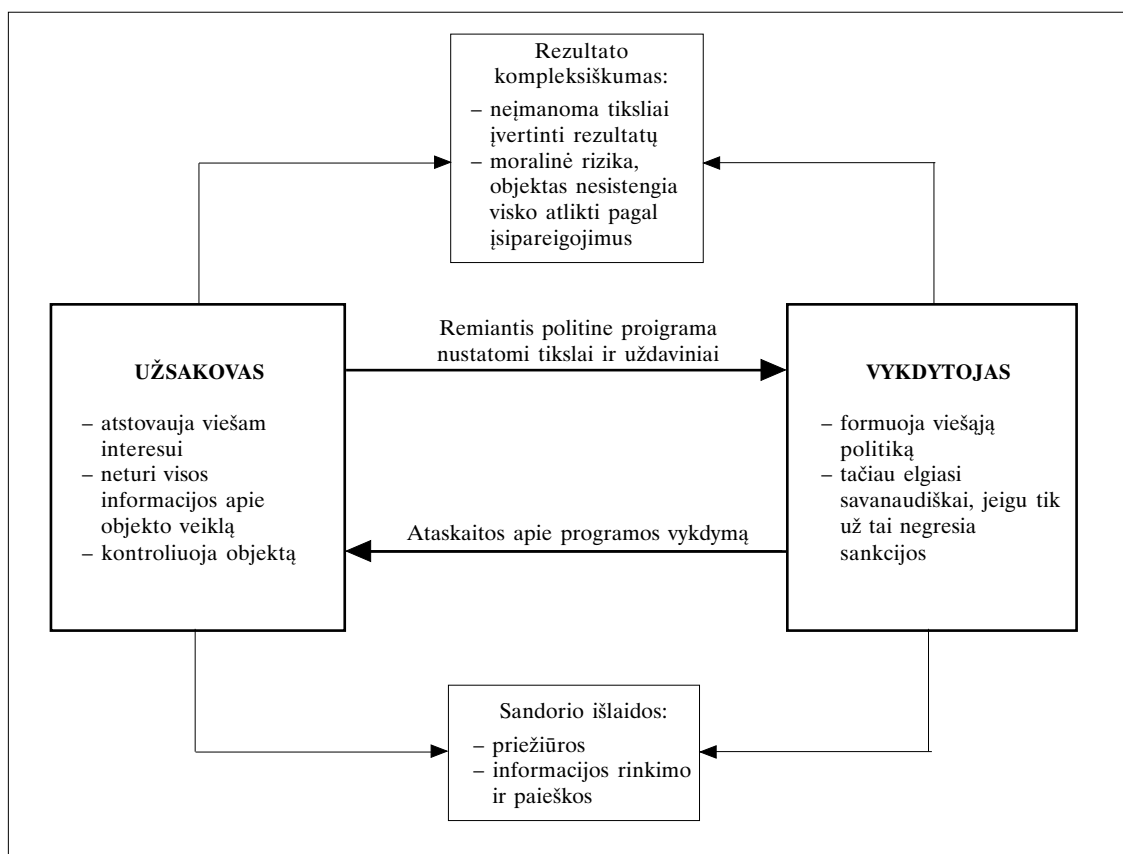 Rezultato
kompleksiškumas:
– neįmanoma tiksliai
įvertinti rezultatų
– moralinė rizika,
objektas nesistengia
visko atlikti pagal
įsipareigojimus
UŽSAKOVAS
– atstovauja viešam
interesui
– neturi visos
informacijos apie
objekto veiklą
– kontroliuoja objektą
Remiantis politine proigrama
nustatomi tikslai ir uždaviniai
Ataskaitos apie programos vykdymą
VYKDYTOJAS
– formuoja viešąją
politiką
– tačiau elgiasi
savanaudiškai, jeigu tik
už tai negresia
sankcijos
Sandorio išlaidos:
– priežiūros
– informacijos rinkimo
ir paieškos